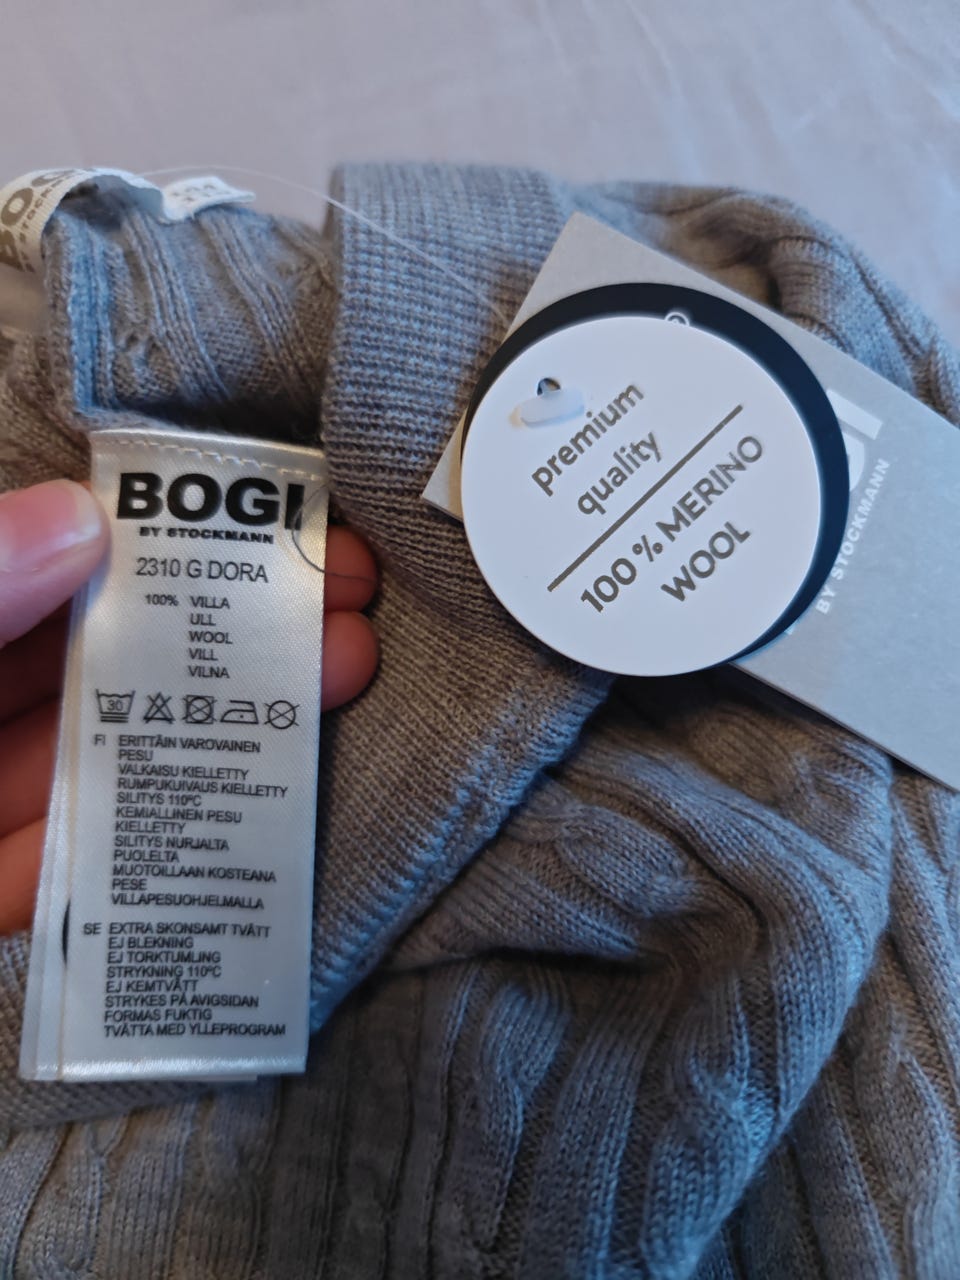 BOGI
BY STOCKMANN
2310 G DORA
100% VILLA
ULL
WOOL
VILL
VILNA
30
FI ERITTÄIN VAROVAINEN
PESU
VALKAISU KIELLETTY
RUMPUKUIVAUS KIELLETTY
SILITYS 110ºC
KEMIALLINEN PESU
KIELLETTY
SILITYS NURJALTA
PUOLELTA
MUOTOILLAAN KOSTEANA
PESE
VILLAPESUOHJELMALLA
SE EXTRA SKONSAMT TVÄTT
EJ BLEKNING
EJ TORKTUMLING
STRYKNING 110ºC
EJ KEMTVÄTT
STRYKES PÅ AVIGSIDAN
FORMAS FUKTIG
TVÄTTA MED YLLEPROGRAM
premium
quality
100 % MERINO
WOOL
BY STOCKMANN